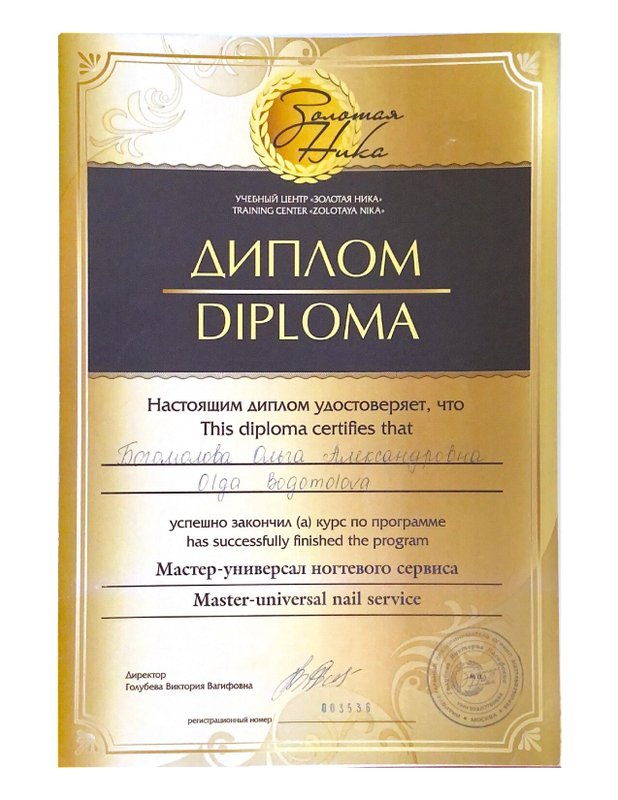 Золотая
Ника
УЧЕБНЫЙ ЦЕНТР «ЗОЛОТАЯ НИКА»
TRAINING CENTER «ZOLOTAYA NIKA»
ДИПЛОМ
DIPLOMA
Настоящим диплом удостоверяет, что
This diploma certifies that
Богомолова Ольга Александровна
Olga Bogomolova
успешно закончил (а) курс по программе
has successfully finished the program
Мастер-универсал ногтевого сервиса
Master-universal nail service
Директор
Голубева Виктория Вагифовна
003536
регистрационный номер
МОСКВА